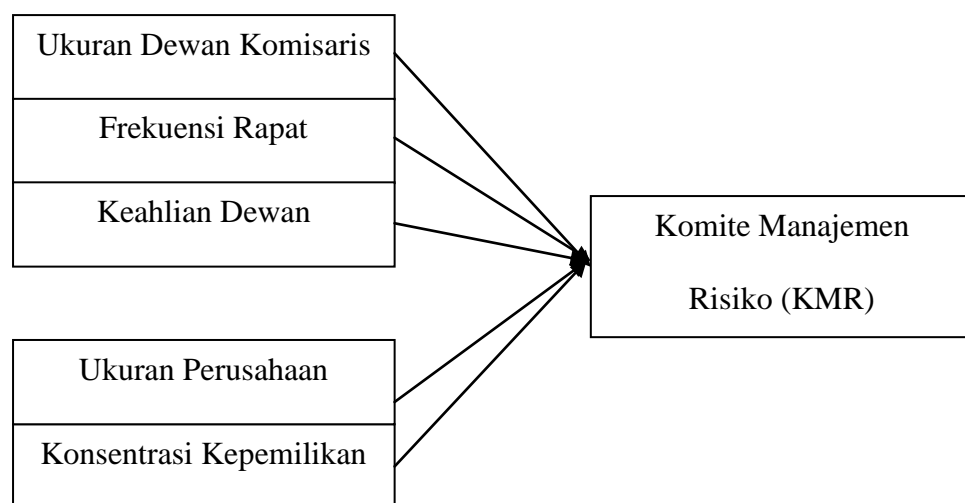 Ukuran Dewan Komisaris
Frekuensi Rapat
Keahlian Dewan
Komite Manajemen
Risiko (KMR)
Ukuran Perusahaan
Konsentrasi Kepemilikan